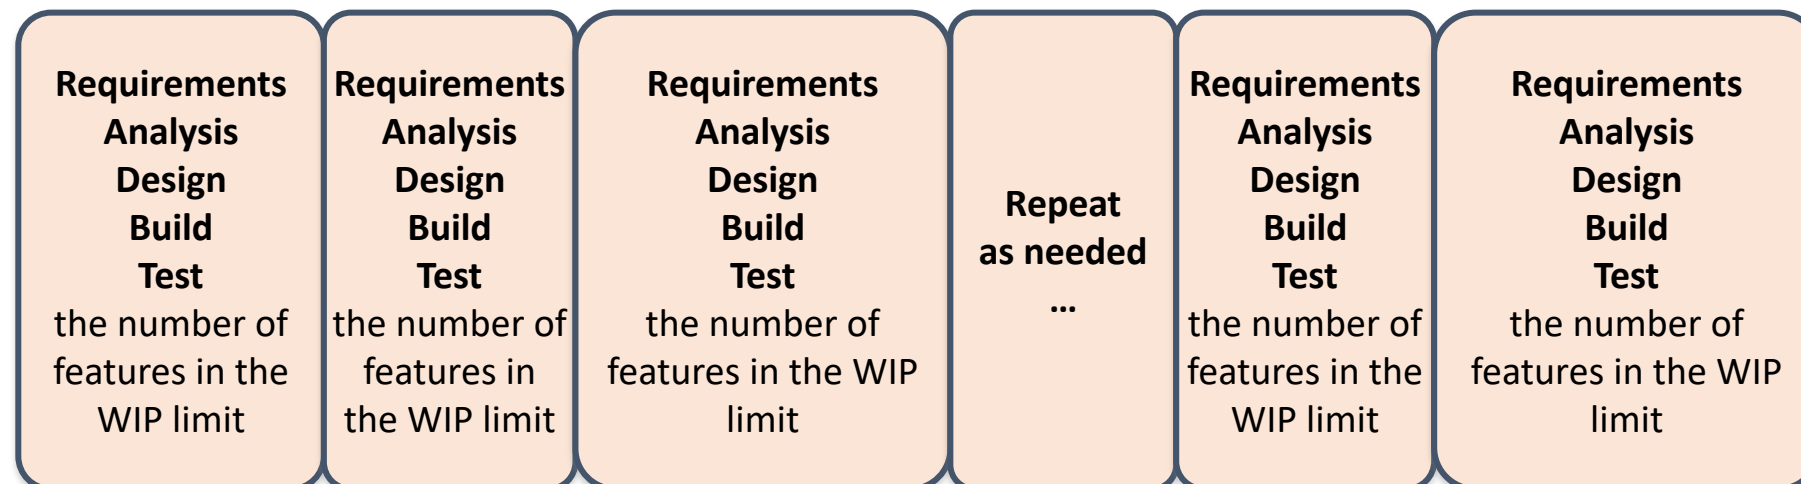 Requirements
Analysis
Design
Build
Test
the number of
features in the
WIP limit
Requirements
Analysis
Design
Build
Test
the number of
features in
the WIP limit
Requirements
Analysis
Design
Build
Test
the number of
features in the WIP
limit
Repeat
as needed
...
Requirements
Analysis
Design
Build
Test
the number of
features in the
WIP limit
Requirements
Analysis
Design
Build
Test
the number of
features in the WIP
limit